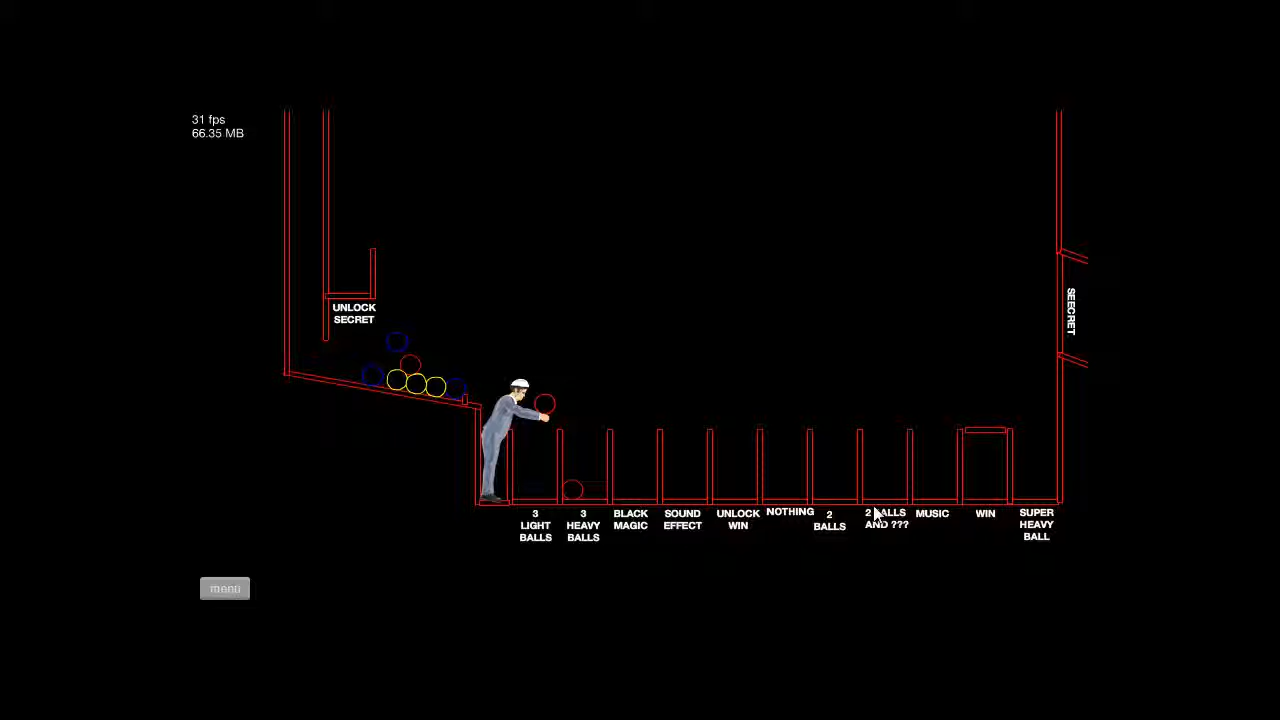 31 fps
66.35 MB
UNLOCK
SECRET
SEECRET
3
LIGHT
BALLS
3
HEAVY
BALLS
BLACK
MAGIC
SOUND
EFFECT
UNLOCK
WIN
NOTHING
2
BALLS
2 BALLS
AND ???
MUSIC
WIN
SUPER
HEAVY
BALL
menu